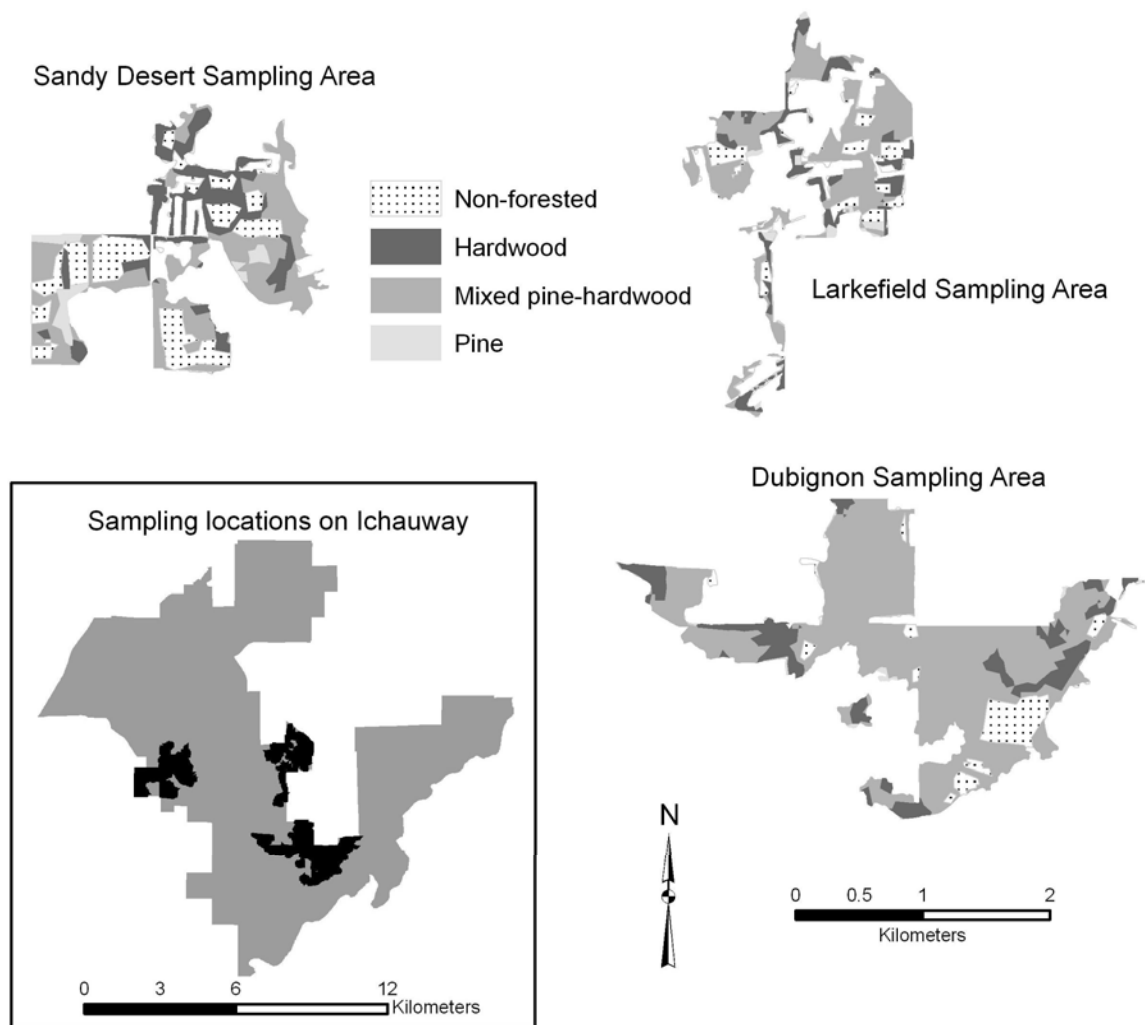 Sandy Desert Sampling Area
Non-forested
Hardwood
Mixed pine-hardwood
Pine
Larkefield Sampling Area
Sampling locations on Ichauway
0 3 6 12
Kilometers
Dubignon Sampling Area
N
0 0.5 1 2
Kilometers